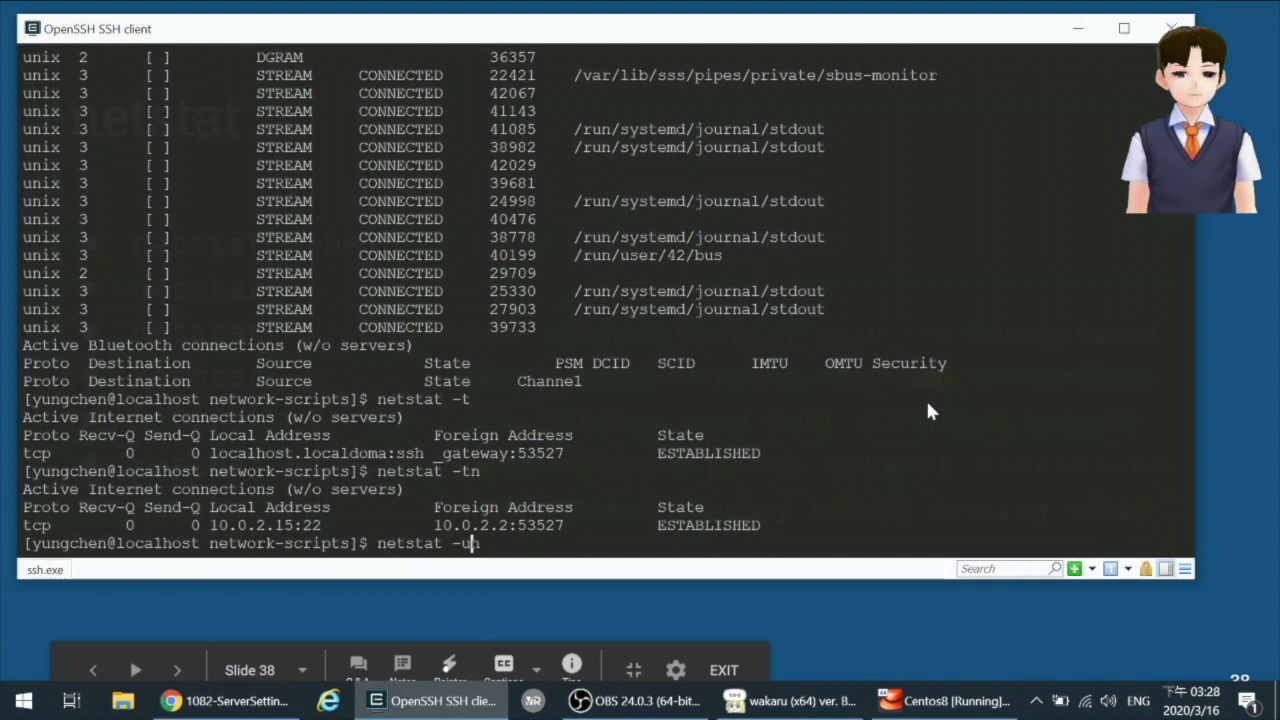 OpenSSH SSH client
unix 2 [ ] DGRAM 36357
unix 3 [ ] STREAM CONNECTED 22421 /var/lib/sss/pipes/private/sbus-monitor
unix 3 [ ] STREAM CONNECTED 42067
unix 3 [ ] STREAM CONNECTED 41143
unix 3 [ ] STREAM CONNECTED 41085 /run/systemd/journal/stdout
unix 3 [ ] STREAM CONNECTED 38982 /run/systemd/journal/stdout
unix 3 [ ] STREAM CONNECTED 42029
unix 3 [ ] STREAM CONNECTED 39681
unix 3 [ ] STREAM CONNECTED 24998 /run/systemd/journal/stdout
unix 3 [ ] STREAM CONNECTED 40476
unix 3 [ ] STREAM CONNECTED 38778 /run/systemd/journal/stdout
unix 3 [ ] STREAM CONNECTED 40199 /run/user/42/bus
unix 2 [ ] STREAM CONNECTED 29709
unix 3 [ ] STREAM CONNECTED 25330 /run/systemd/journal/stdout
unix 3 [ ] STREAM CONNECTED 27903 /run/systemd/journal/stdout
unix 3 [ ] STREAM CONNECTED 39733
Active Bluetooth connections (w/o servers)
Proto Destination Source State PSM DCID SCID IMTU OMTU Security
Proto Destination Source State Channel
[yungchen@localhost network-scripts]$ netstat -t
Active Internet connections (w/o servers)
Proto Recv-Q Send-Q Local Address Foreign Address State
tcp 0 0 localhost.localdoma:ssh _gateway:53527 ESTABLISHED
[yungchen@localhost network-scripts]$ netstat -tn
Active Internet connections (w/o servers)
Proto Recv-Q Send-Q Local Address Foreign Address State
tcp 0 0 10.0.2.15:22 10.0.2.2:53527 ESTABLISHED
[yungchen@localhost network-scripts]$ netstat -un
ssh.exe Search
Slide 38 EXIT
38
1082-ServerSettin... OpenSSH SSH clie... OBS 24.0.3 (64-bit... wakaru (x64) ver. B... Centos8 [Running]... ENG 下午 03:28
2020/3/16 1